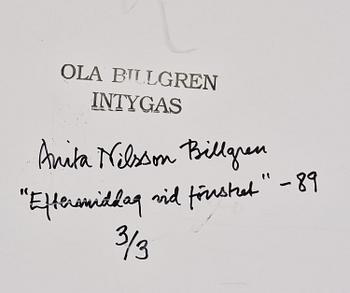 OLA BILLGREN
INTYGAS
Anita Nilsson Billgren
"Eftermiddag vid fönstret" -89
3/3